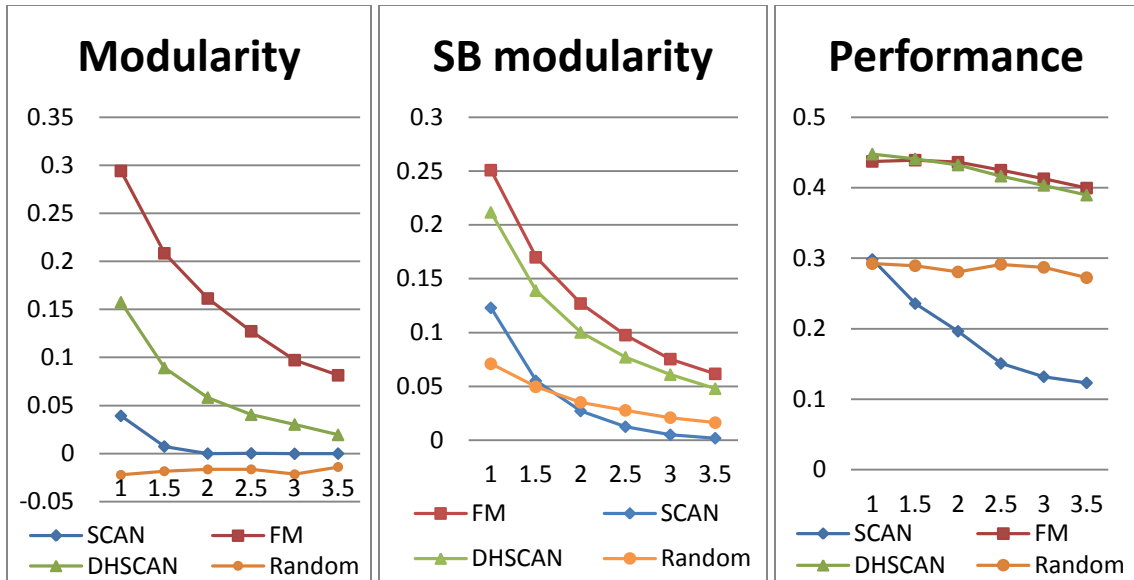 Modularity
0.35
0.3
0.25
0.2
0.15
0.1
0.05
0
-0.05
1 1.5 2 2.5 3 3.5
SCAN FM
DHSCAN Random
SB modularity
0.3
0.25
0.2
0.15
0.1
0.05
0
1 1.5 2 2.5 3 3.5
FM SCAN
DHSCAN Random
Performance
0.5
0.4
0.3
0.2
0.1
0
1 1.5 2 2.5 3 3.5
SCAN FM
DHSCAN Random